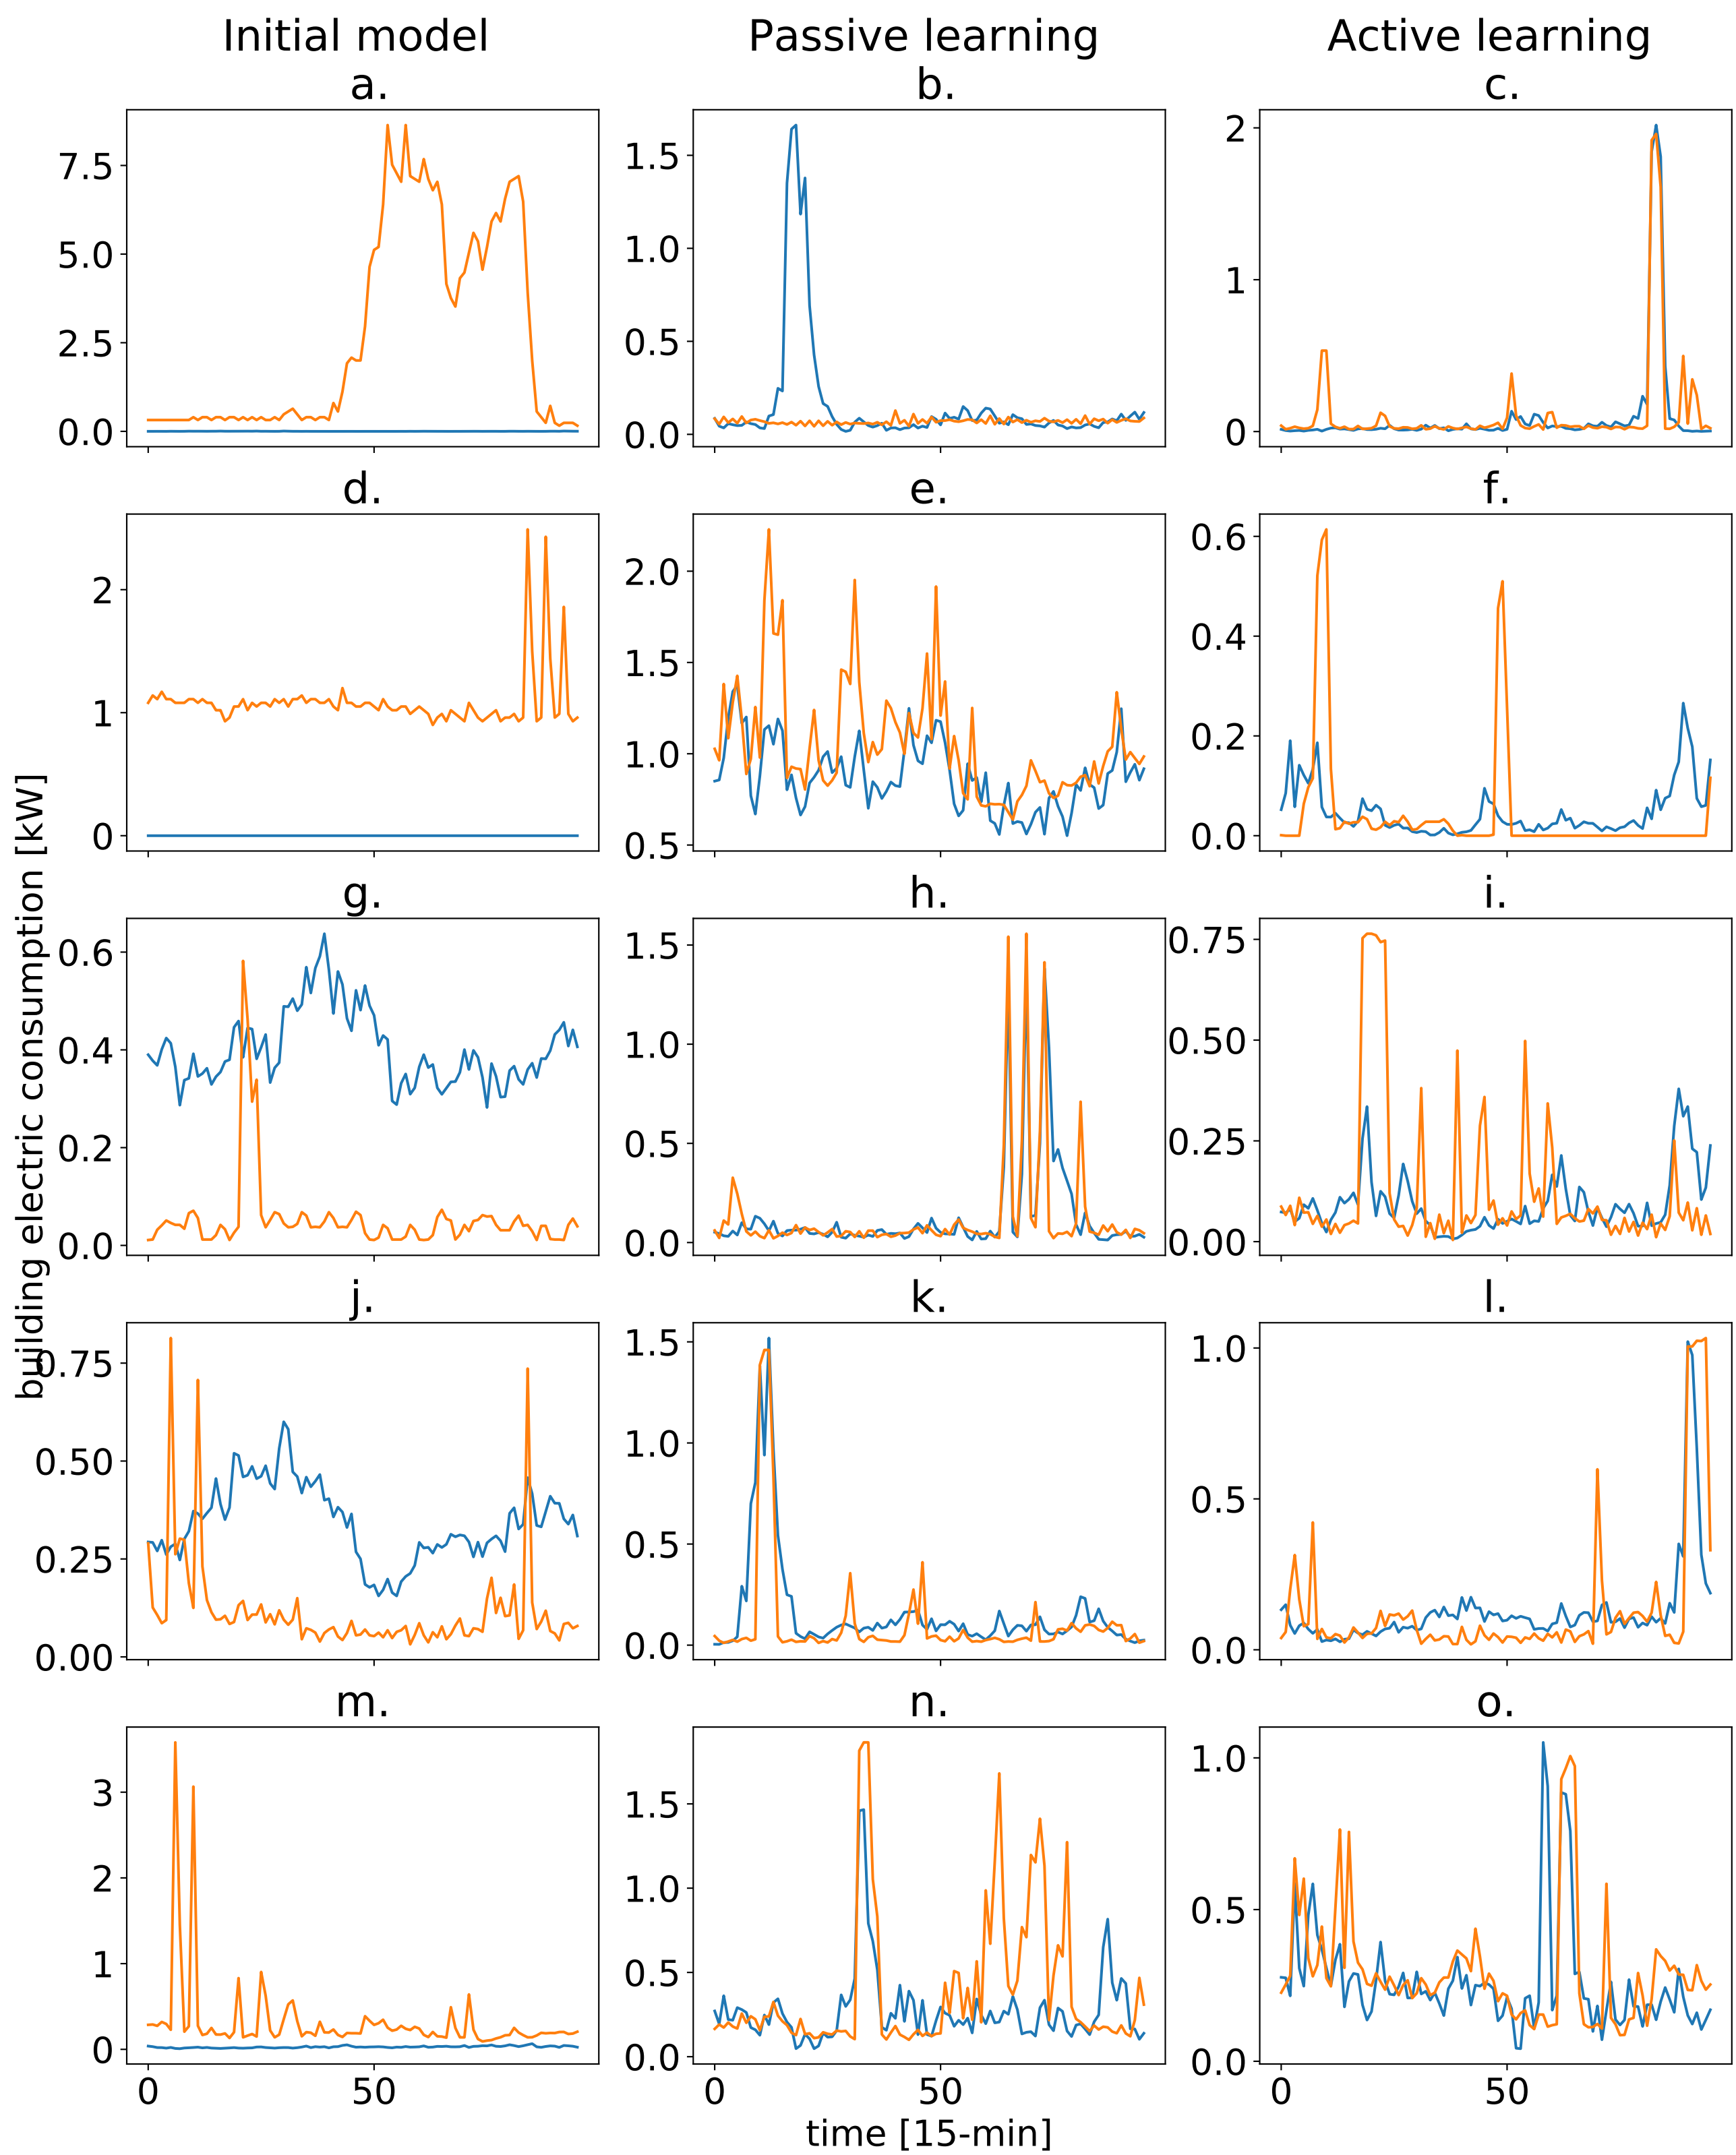 Initial model
Passive learning
Active learning
a.
b.
c.
7.5
5.0
2.5
0.0
1.5
1.0
0.5
0.0
2
1
0
d.
e.
f.
2
1
0
2.0
1.5
1.0
0.5
0.6
0.4
0.2
0.0
g.
h.
i.
0.6
0.4
0.2
0.0
1.5
1.0
0.5
0.0
0.75
0.50
0.25
0.00
j.
k.
l.
0.75
0.50
0.25
0.00
1.5
1.0
0.5
0.0
1.0
0.5
0.0
m.
n.
o.
3
2
1
0
1.5
1.0
0.5
0.0
1.0
0.5
0.0
0 50
0 50
0 50
building electric consumption [kW]
time [15-min]